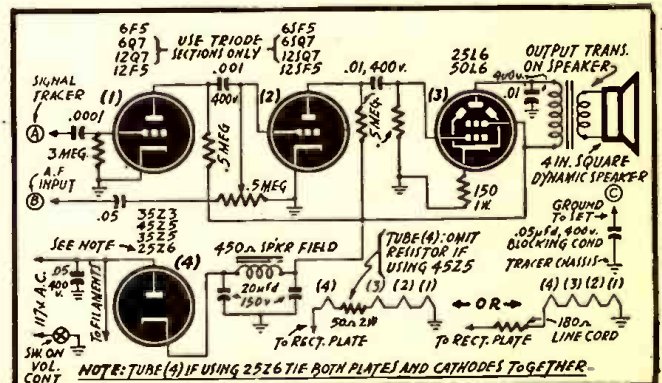 6F5
6Q7
12Q7
12F5
USE TRIODE
SECTIONS ONLY
6SF5
6SQ7
12SQ7
12SF5
25L6
50L6
OUTPUT TRANS.
ON SPEAKER
SIGNAL
TRACER
A
.0001
(1)
3 MEG.
.001
400v.
(2)
.01, 400v.
(3)
400v.
.01
.5 MEG.
.5 MEG.
.5 MEG
150
1W.
4 IN. SQUARE
DYNAMIC SPEAKER
A.F.
INPUT
B
.05
C
GROUND
TO SET
.05µfd, 400v.
BLOCKING COND
TRACER CHASSIS
35Z3
45Z5
35Z5
25Z6
SEE NOTE
(4)
.05
400
v.
117v A.C.
TO FILAMENTS
SW. ON
VOL.
CONT
450Ω SPKR FIELD
20µfd
150v.
TUBE (4): OMIT
RESISTOR IF
USING 45Z5
(4)
(3)
(2)
(1)
50Ω 2W
TO RECT. PLATE
OR
(4) (3) (2) (1)
TO RECT. PLATE
180Ω
LINE CORD
NOTE: TUBE (4) IF USING 25Z6 TIE BOTH PLATES AND CATHODES TOGETHER